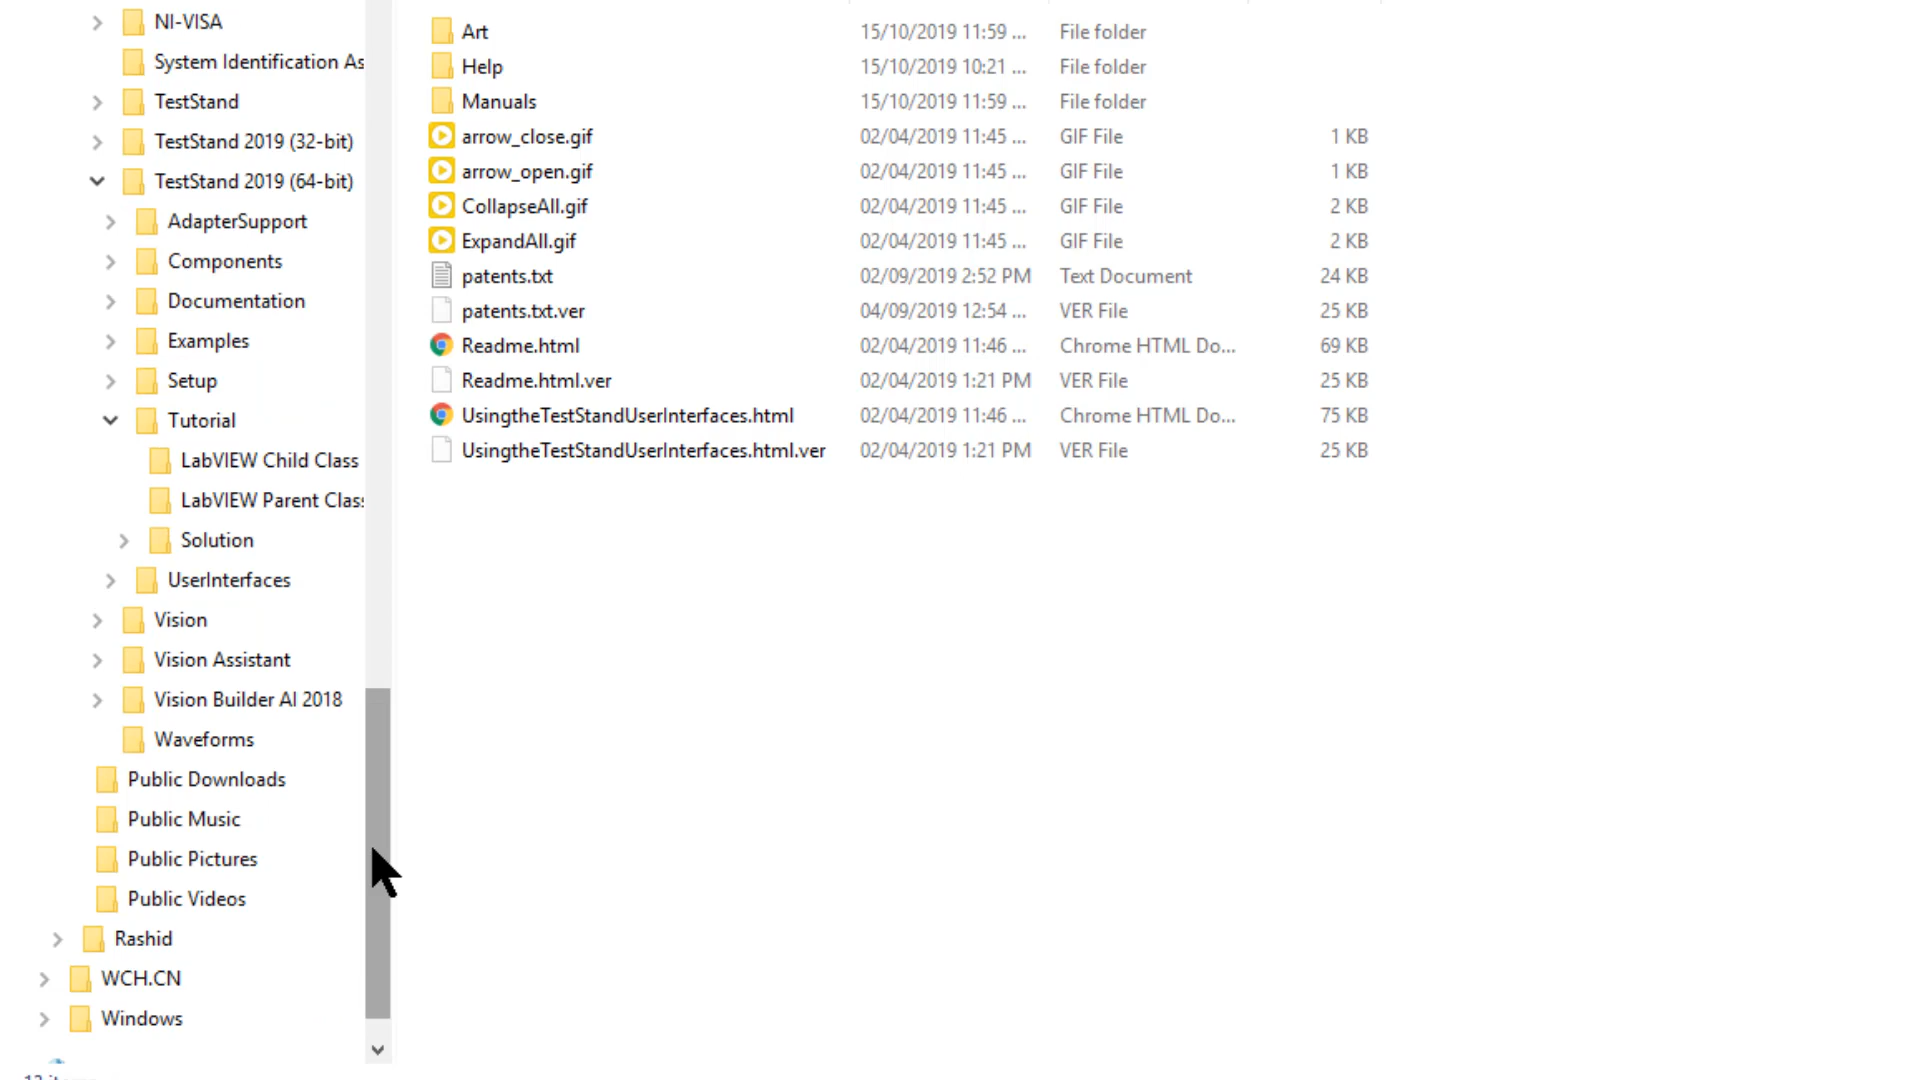 NI-VISA
System Identification As
TestStand
TestStand 2019 (32-bit)
TestStand 2019 (64-bit)
AdapterSupport
Components
Documentation
Examples
Setup
Tutorial
LabVIEW Child Class
LabVIEW Parent Class
Solution
UserInterfaces
Vision
Vision Assistant
Vision Builder AI 2018
Waveforms
Public Downloads
Public Music
Public Pictures
Public Videos
Rashid
WCH.CN
Windows
Art 15/10/2019 11:59 ... File folder
Help 15/10/2019 10:21 ... File folder
Manuals 15/10/2019 11:59 ... File folder
arrow_close.gif 02/04/2019 11:45 ... GIF File 1 KB
arrow_open.gif 02/04/2019 11:45 ... GIF File 1 KB
CollapseAll.gif 02/04/2019 11:45 ... GIF File 2 KB
ExpandAll.gif 02/04/2019 11:45 ... GIF File 2 KB
patents.txt 02/09/2019 2:52 PM Text Document 24 KB
patents.txt.ver 04/09/2019 12:54 ... VER File 25 KB
Readme.html 02/04/2019 11:46 ... Chrome HTML Do... 69 KB
Readme.html.ver 02/04/2019 1:21 PM VER File 25 KB
UsingtheTestStandUserInterfaces.html 02/04/2019 11:46 ... Chrome HTML Do... 75 KB
UsingtheTestStandUserInterfaces.html.ver 02/04/2019 1:21 PM VER File 25 KB